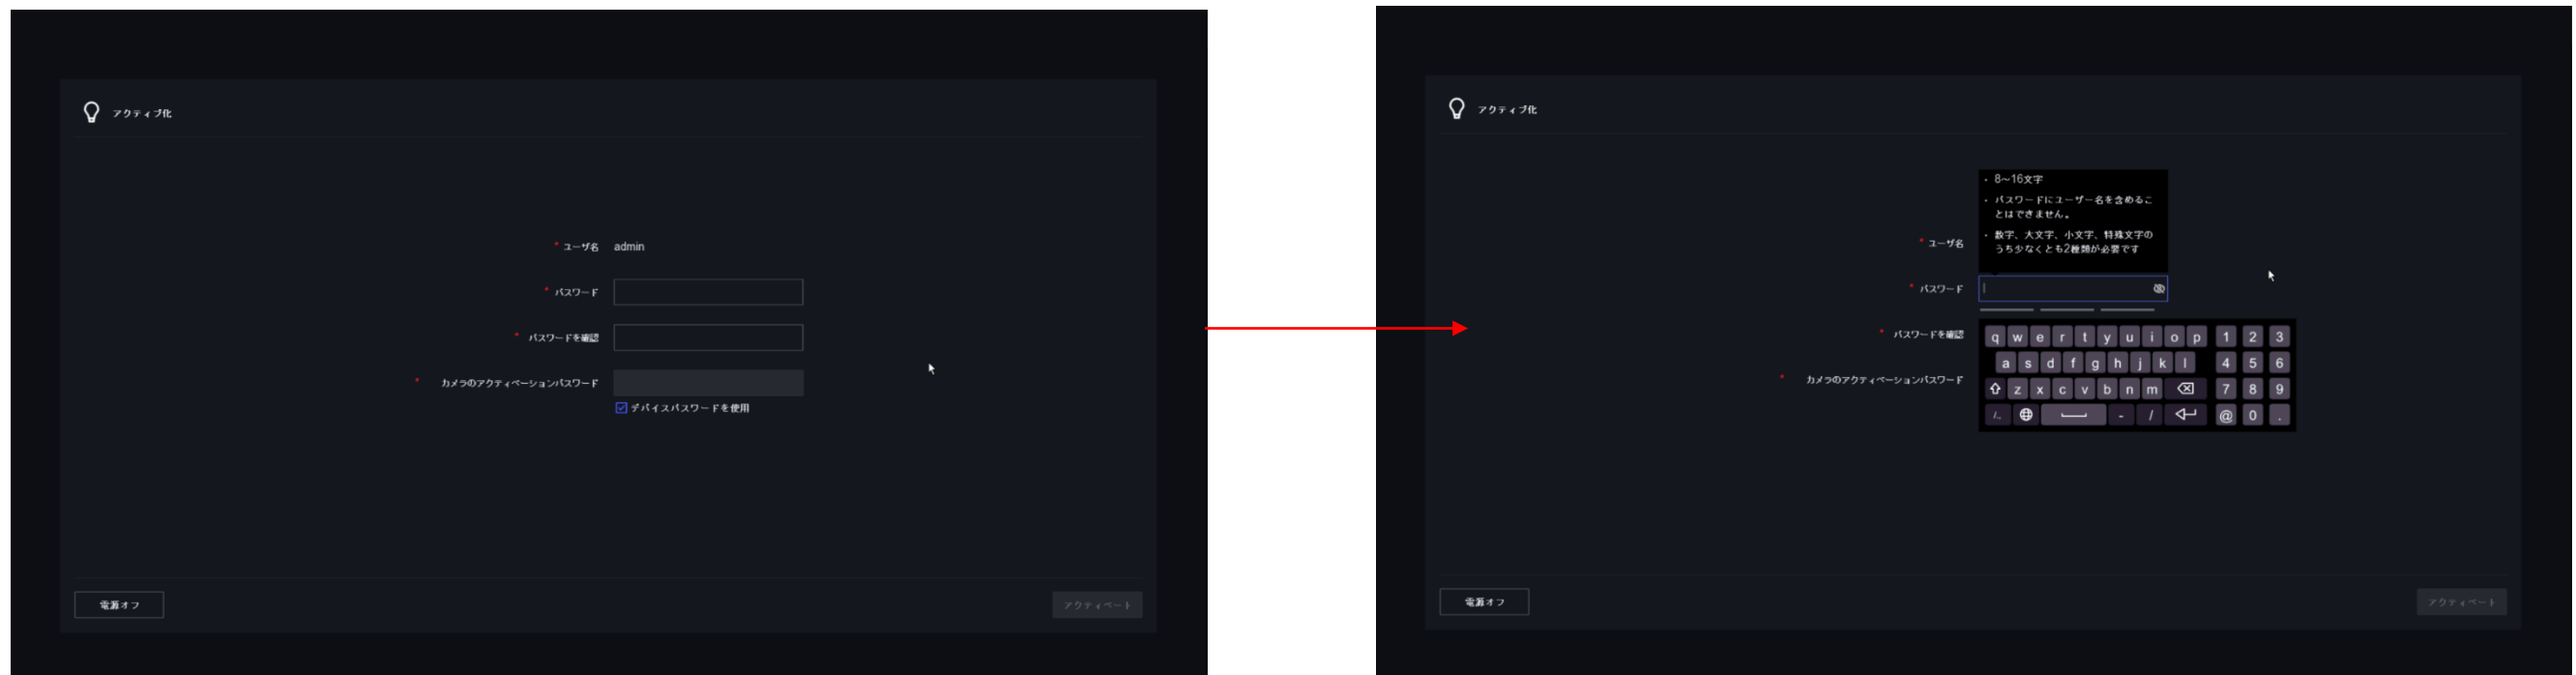 アクティブ化
* ユーザ名 admin
* パスワード
* パスワードを確認
* カメラのアクティベーションパスワード
デバイスパスワードを使用
電源オフ
アクティベート
アクティブ化
・ 8～16文字
・ パスワードにユーザー名を含めるこ
とはできません。
・ 数字、大文字、小文字、特殊文字の
うち少なくとも2種類が必要です
* ユーザ名
* パスワード
* パスワードを確認
* カメラのアクティベーションパスワード
q w e r t y u i o p 1 2 3
a s d f g h j k l 4 5 6
z x c v b n m 7 8 9
/.. - / @ 0 .
電源オフ
アクティベート